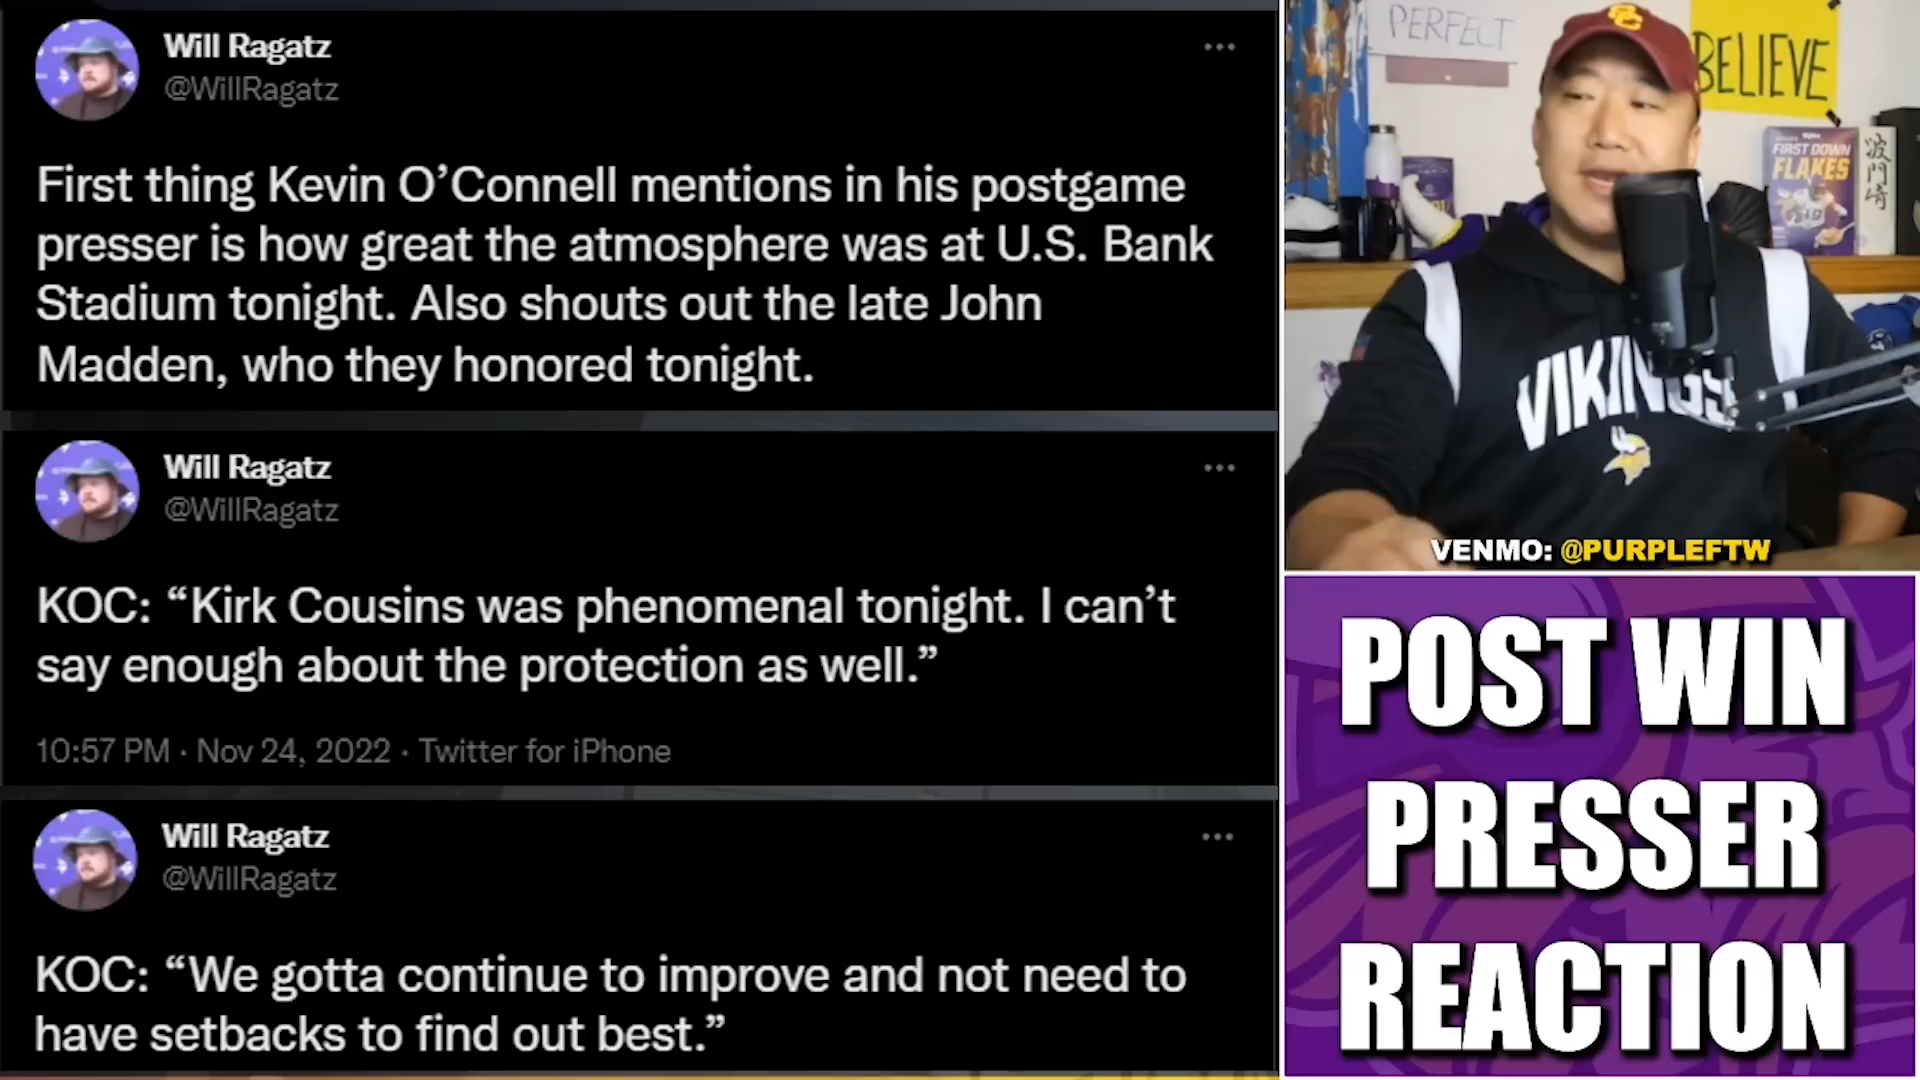 Will Ragatz
@WillRagatz
First thing Kevin O’Connell mentions in his postgame
presser is how great the atmosphere was at U.S. Bank
Stadium tonight. Also shouts out the late John
Madden, who they honored tonight.
Will Ragatz
@WillRagatz
KOC: “Kirk Cousins was phenomenal tonight. I can’t
say enough about the protection as well.”
10:57 PM · Nov 24, 2022 · Twitter for iPhone
Will Ragatz
@WillRagatz
KOC: “We gotta continue to improve and not need to
have setbacks to find out best.”
PERFECT
BELIEVE
FIRST DOWN
FLAKES
波
門
崎
SC
VIKINGS
VENMO: @PURPLEFTW
POST WIN
PRESSER
REACTION